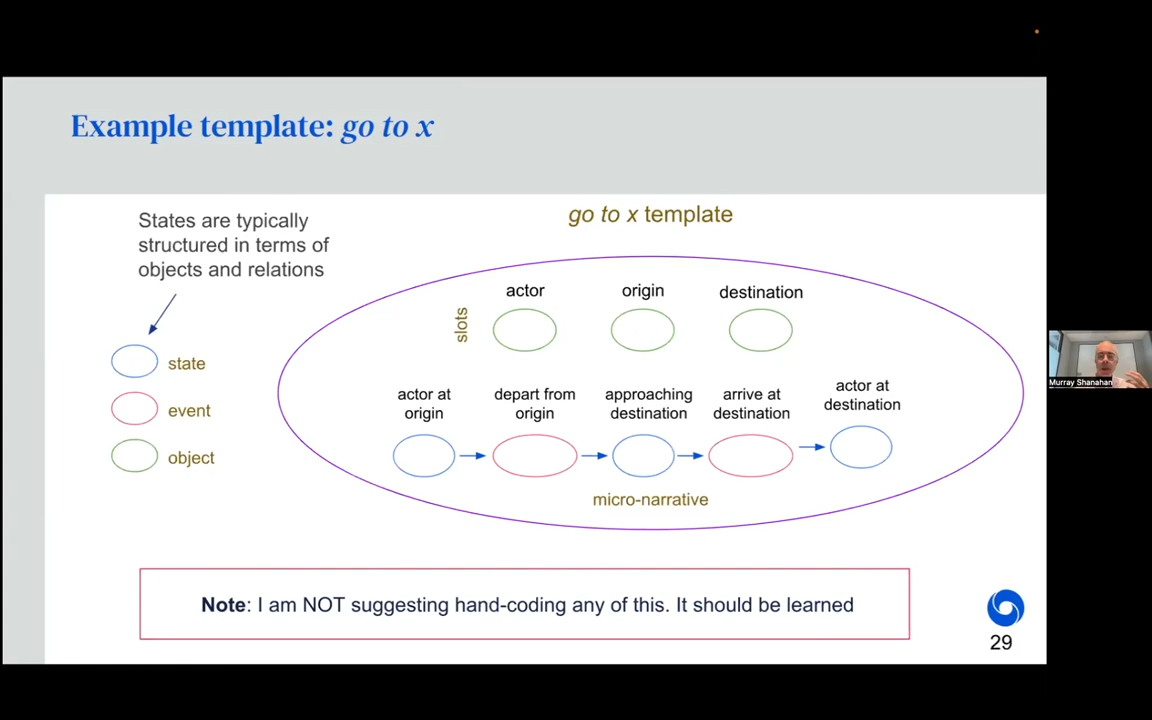 Example template: go to x
States are typically
structured in terms of
objects and relations
state
event
object
go to x template
slots
actor
origin
destination
actor at
origin
depart from
origin
approaching
destination
arrive at
destination
actor at
destination
micro-narrative
Note: I am NOT suggesting hand-coding any of this. It should be learned
29
Murray Shanahan